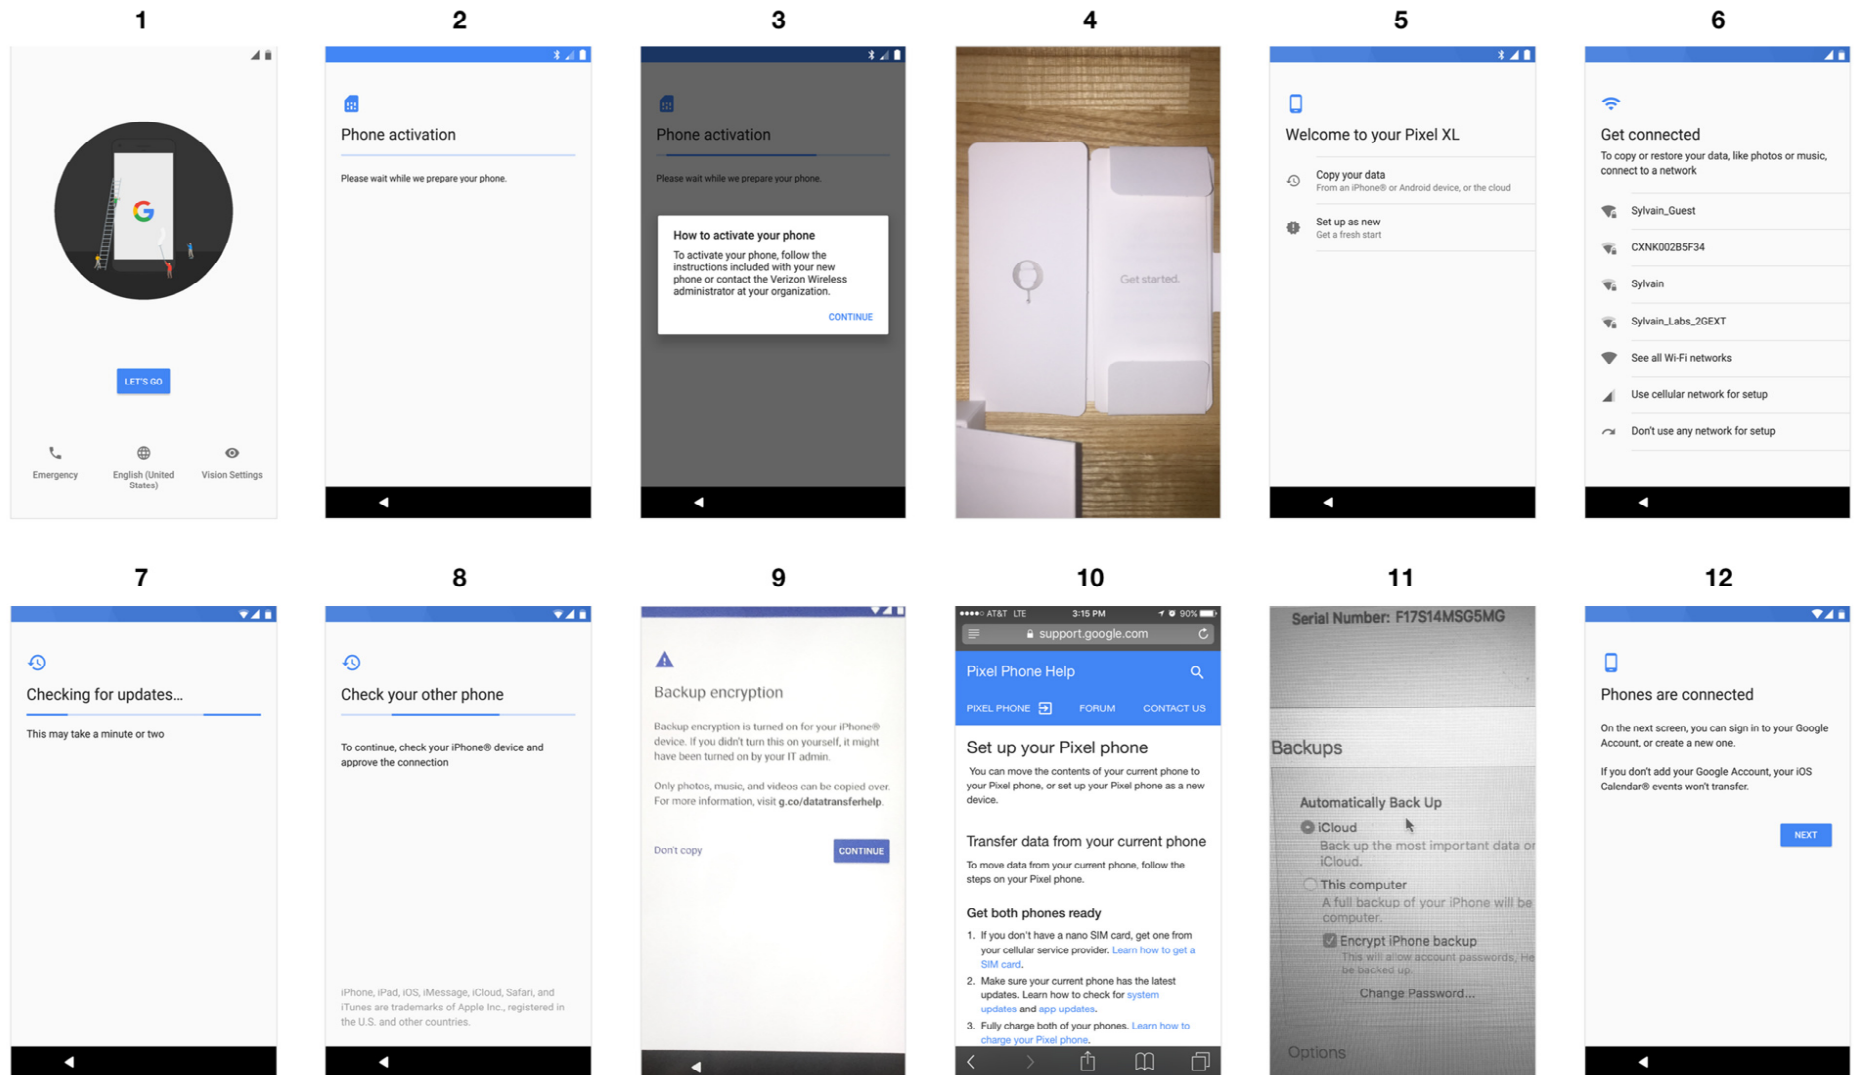 1
2
3
4
5
6
LET'S GO
Emergency
English (United
States)
Vision Settings
Phone activation
Please wait while we prepare your phone.
Phone activation
Please wait while we prepare your phone.
How to activate your phone
To activate your phone, follow the
instructions included with your new
phone or contact the Verizon Wireless
administrator at your organization.
CONTINUE
Get started.
Welcome to your Pixel XL
Copy your data
From an iPhone® or Android device, or the cloud
Set up as new
Get a fresh start
Get connected
To copy or restore your data, like photos or music,
connect to a network
Sylvain_Guest
CXNK002B5F34
Sylvain
Sylvain_Labs_2GEXT
See all Wi-Fi networks
Use cellular network for setup
Don't use any network for setup
7
8
9
10
11
12
Checking for updates...
This may take a minute or two
Check your other phone
To continue, check your iPhone® device and
approve the connection
iPhone, iPad, iOS, iMessage, iCloud, Safari, and
iTunes are trademarks of Apple Inc., registered in
the U.S. and other countries.
Backup encryption
Backup encryption is turned on for your iPhone®
device. If you didn't turn this on yourself, it might
have been turned on by your IT admin.
Only photos, music, and videos can be copied over.
For more information, visit g.co/datatransferhelp.
Don't copy
CONTINUE
AT&T LTE 3:15 PM 90%
support.google.com
Pixel Phone Help
PIXEL PHONE FORUM CONTACT US
Set up your Pixel phone
You can move the contents of your current phone to
your Pixel phone, or set up your Pixel phone as a new
device.
Transfer data from your current phone
To move data from your current phone, follow the
steps on your Pixel phone.
Get both phones ready
1. If you don't have a nano SIM card, get one from
your cellular service provider. Learn how to get a
SIM card.
2. Make sure your current phone has the latest
updates. Learn how to check for system
updates and app updates.
3. Fully charge both of your phones. Learn how to
charge your Pixel phone.
Serial Number: F17S14MSG5MG
Backups
Automatically Back Up
iCloud
Back up the most important data on
iCloud.
This computer
A full backup of your iPhone will be
computer.
Encrypt iPhone backup
This will allow account passwords, He
be backed up.
Change Password...
Options
Phones are connected
On the next screen, you can sign in to your Google
Account, or create a new one.
If you don't add your Google Account, your iOS
Calendar® events won't transfer.
NEXT